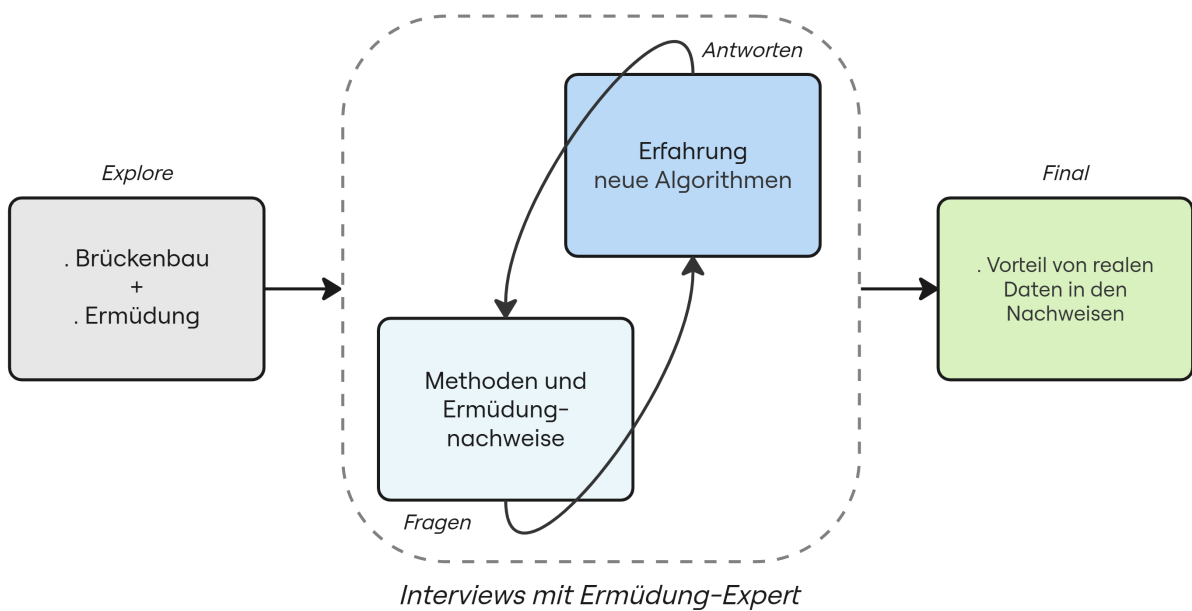 Explore
. Brückenbau
+
. Ermüdung
Antworten
Erfahrung
neue Algorithmen
Methoden und
Ermüdung-
nachweise
Fragen
Interviews mit Ermüdung-Expert
Final
. Vorteil von realen
Daten in den
Nachweisen